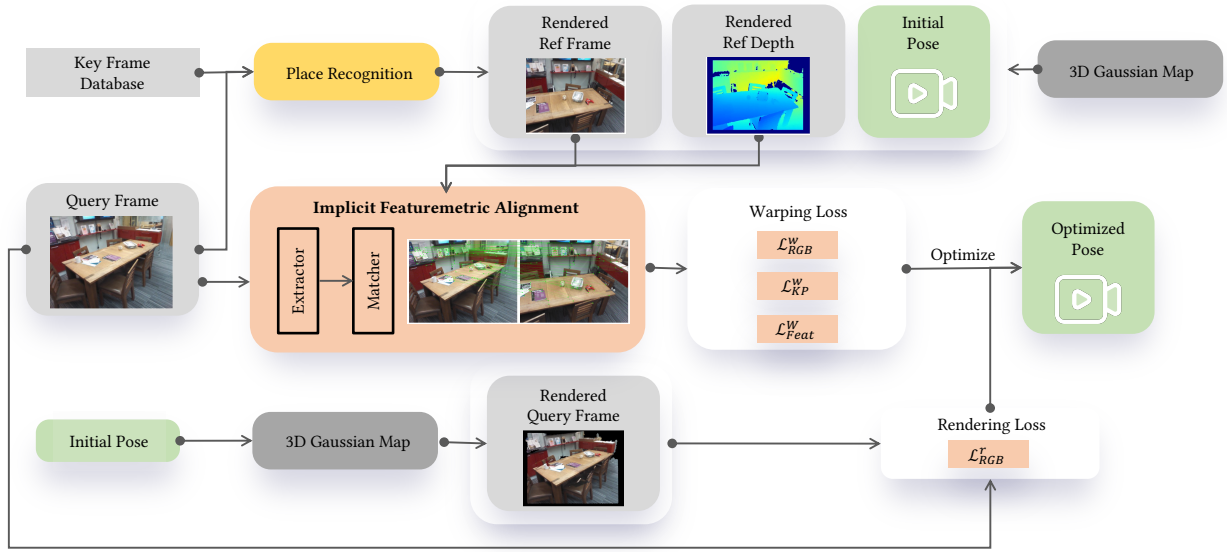 Key Frame
Database
Place Recognition
Rendered
Ref Frame
Rendered
Ref Depth
Initial
Pose
3D Gaussian Map
Query Frame
Implicit Featuremetric Alignment
Extractor
Matcher
Warping Loss
ℒ^w_RGB
ℒ^w_KP
ℒ^W_Feat
Optimize
Optimized
Pose
Initial Pose
3D Gaussian Map
Rendered
Query Frame
Rendering Loss
ℒ^r_RGB